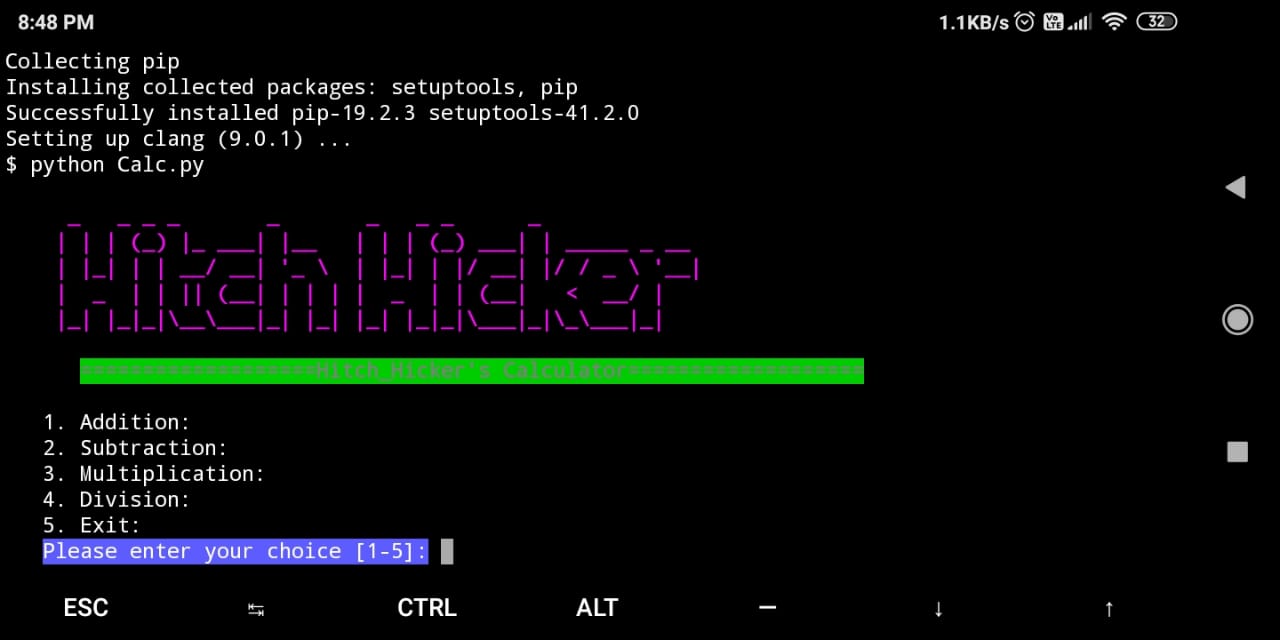 8:48 PM 1.1KB/s Vo LTE 32
Collecting pip
Installing collected packages: setuptools, pip
Successfully installed pip-19.2.3 setuptools-41.2.0
Setting up clang (9.0.1) ...
$ python Calc.py
Hitch Hicker
===================Hitch_Hicker's Calculator===================
1. Addition:
2. Subtraction:
3. Multiplication:
4. Division:
5. Exit:
Please enter your choice [1-5]:
ESC ↹ CTRL ALT — ↓ ↑